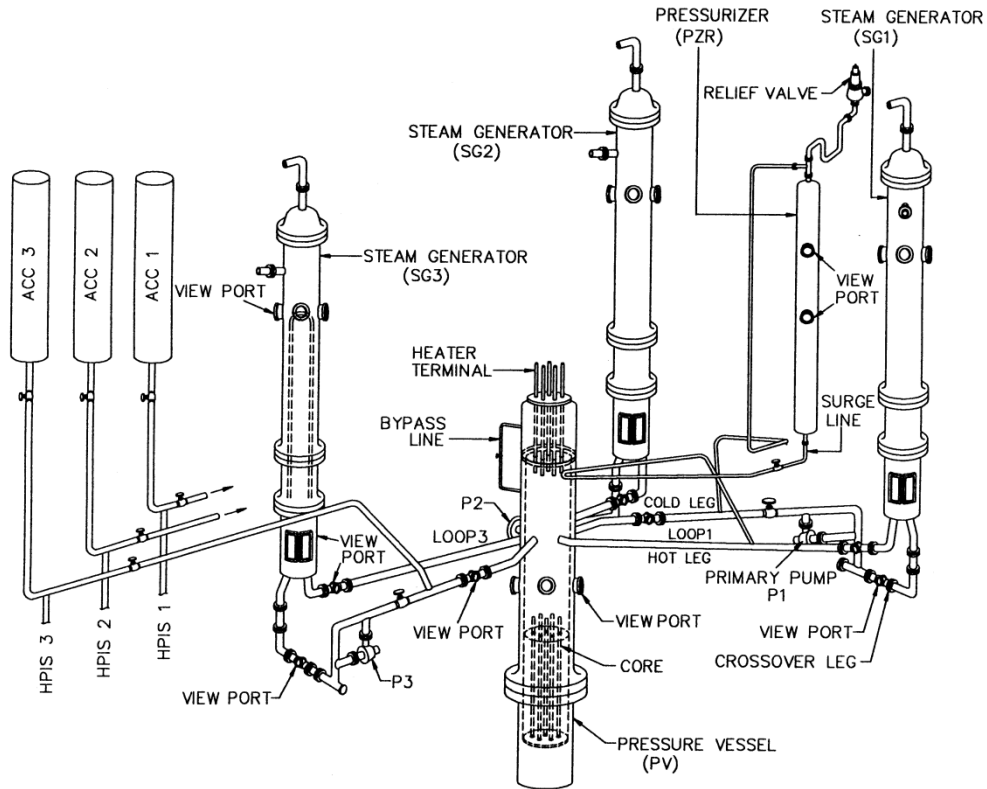 PRESSURIZER
(PZR)
STEAM GENERATOR
(SG1)
RELIEF VALVE
STEAM GENERATOR
(SG2)
ACC 3
ACC 2
ACC 1
STEAM GENERATOR
(SG3)
VIEW PORT
VIEW
PORT
HEATER
TERMINAL
BYPASS
LINE
SURGE
LINE
P2
COLD LEG
LOOP3
LOOP1
HOT LEG
VIEW
PORT
PRIMARY PUMP
P1
VIEW PORT
VIEW PORT
VIEW PORT
CROSSOVER LEG
HPIS 3
HPIS 2
HPIS 1
VIEW PORT
P3
CORE
PRESSURE VESSEL
(PV)